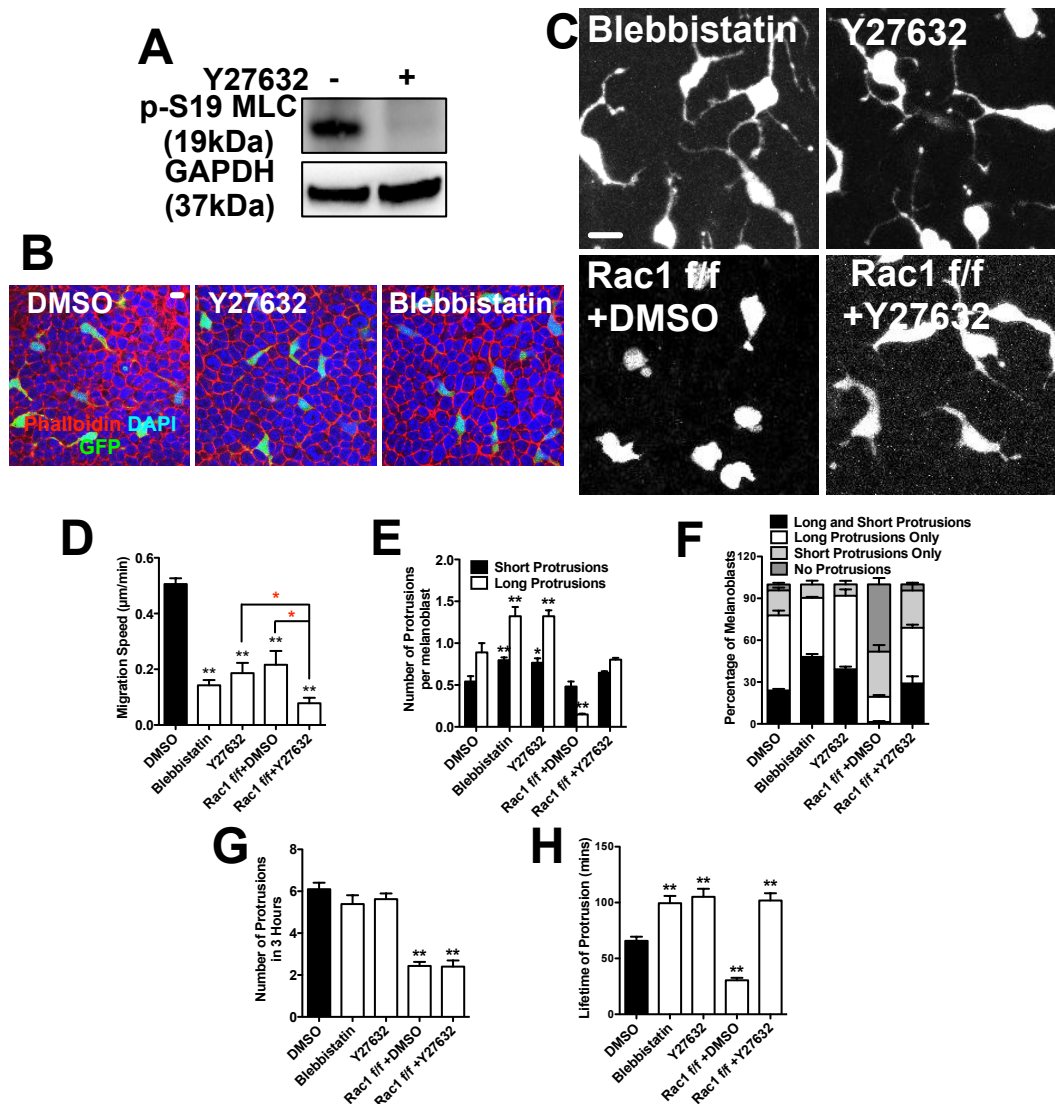 A
Y27632 - +
p-S19 MLC
(19kDa)
GAPDH
(37kDa)
B
DMSO
Y27632
Blebbistatin
Phalloidin DAPI
GFP
C
Blebbistatin
Y27632
Rac1 f/f
+DMSO
Rac1 f/f
+Y27632
D
Migration Speed (µm/min)
0.6
0.4
0.2
0.0
**
**
**
**
*
*
DMSO
Blebbistatin
Y27632
Rac1 f/f+DMSO
Rac1 f/f+Y27632
E
Short Protrusions
Long Protrusions
Number of Protrusions
per melanoblast
2.0
1.5
1.0
0.5
0.0
**
**
*
**
**
DMSO
Blebbistatin
Y27632
Rac1 f/f +DMSO
Rac1 f/f +Y27632
F
Long and Short Protrusions
Long Protrusions Only
Short Protrusions Only
No Protrusions
Percentage of Melanoblasts
120
90
60
30
0
DMSO
Blebbistatin
Y27632
Rac1 f/f +DMSO
Rac1 f/f +Y27632
G
Number of Protrusions
in 3 Hours
8
6
4
2
0
**
**
DMSO
Blebbistatin
Y27632
Rac1 f/f +DMSO
Rac1 f/f +Y27632
H
Lifetime of Protrusion (mins)
150
100
50
0
**
**
**
**
DMSO
Blebbistatin
Y27632
Rac1 f/f +DMSO
Rac1 f/f +Y27632